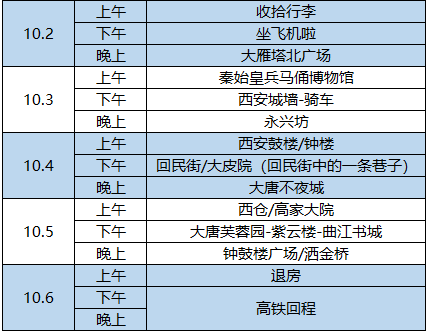 10.2
上午 收拾行李
下午 坐飞机啦
晚上 大雁塔北广场
10.3
上午 秦始皇兵马俑博物馆
下午 西安城墙-骑车
晚上 永兴坊
10.4
上午 西安鼓楼/钟楼
下午 回民街/大皮院（回民街中的一条巷子）
晚上 大唐不夜城
10.5
上午 西仓/高家大院
下午 大唐芙蓉园-紫云楼-曲江书城
晚上 钟鼓楼广场/洒金桥
10.6
上午 退房
下午 高铁回程
晚上